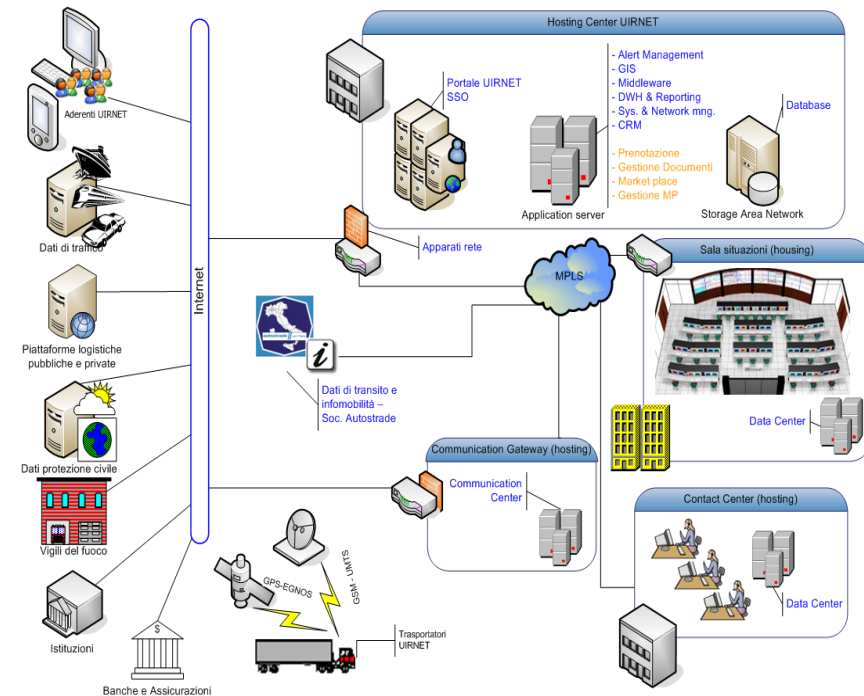 Hosting Center UIRNET
Aderenti UIRNET
Portale UIRNET
SSO
- Alert Management
- GIS
- Middleware
- DWH & Reporting
- Sys. & Network mng.
- CRM
- Prenotazione
- Gestione Documenti
- Market place
- Gestione MP
Application server
Database
Storage Area Network
Dati di traffico
Internet
Apparati rete
MPLS
Sala situazioni (housing)
Data Center
Piattaforme logistiche
pubbliche e private
autostrade
i
Dati di transito e
infomobilità –
Soc. Autostrade
Dati protezione civile
Communication Gateway (hosting)
Communication
Center
Contact Center (hosting)
Data Center
Vigili del fuoco
GPS-EGNOS
GSM - UMTS
Trasportatori
UIRNET
Istituzioni
$
Banche e Assicurazioni